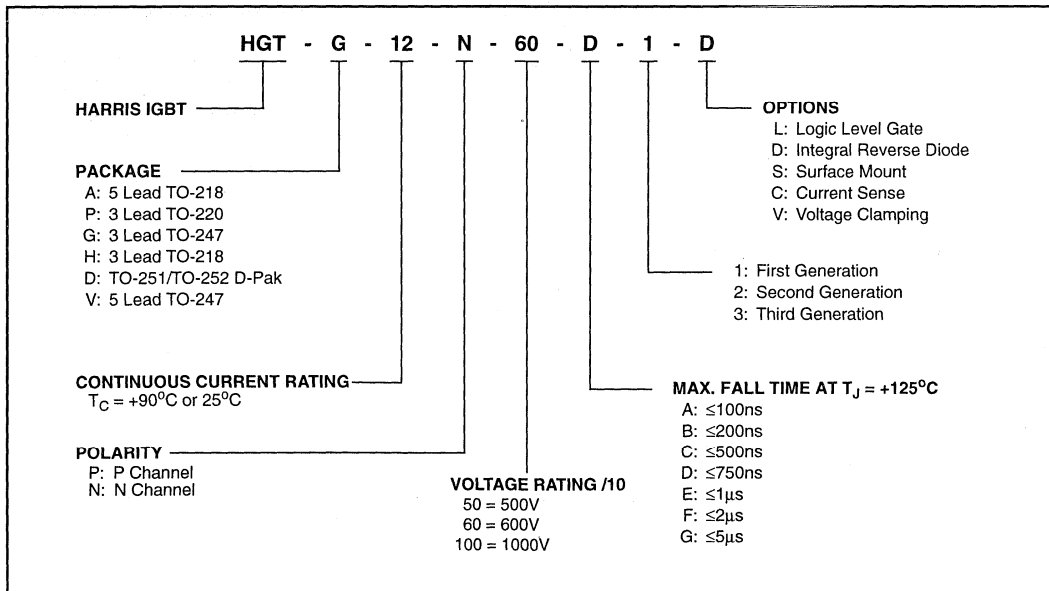 HGT - G - 12 - N - 60 - D - 1 - D
HARRIS IGBT
PACKAGE
A: 5 Lead TO-218
P: 3 Lead TO-220
G: 3 Lead TO-247
H: 3 Lead TO-218
D: TO-251/TO-252 D-Pak
V: 5 Lead TO-247
CONTINUOUS CURRENT RATING
TC = +90°C or 25°C
POLARITY
P: P Channel
N: N Channel
VOLTAGE RATING /10
50 = 500V
60 = 600V
100 = 1000V
MAX. FALL TIME AT TJ = +125°C
A: ≤100ns
B: ≤200ns
C: ≤500ns
D: ≤750ns
E: ≤1μs
F: ≤2μs
G: ≤5μs
1: First Generation
2: Second Generation
3: Third Generation
OPTIONS
L: Logic Level Gate
D: Integral Reverse Diode
S: Surface Mount
C: Current Sense
V: Voltage Clamping